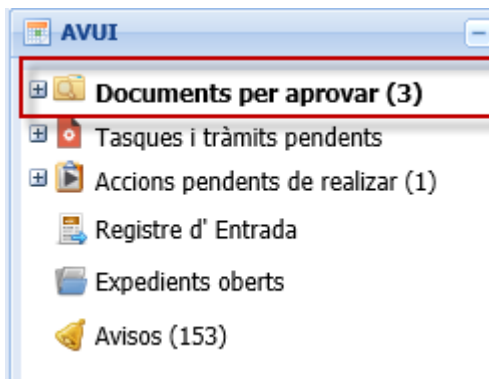 AVUI
Documents per aprovar (3)
Tasques i tràmits pendents
Accions pendents de realizar (1)
Registre d' Entrada
Expedients oberts
Avisos (153)